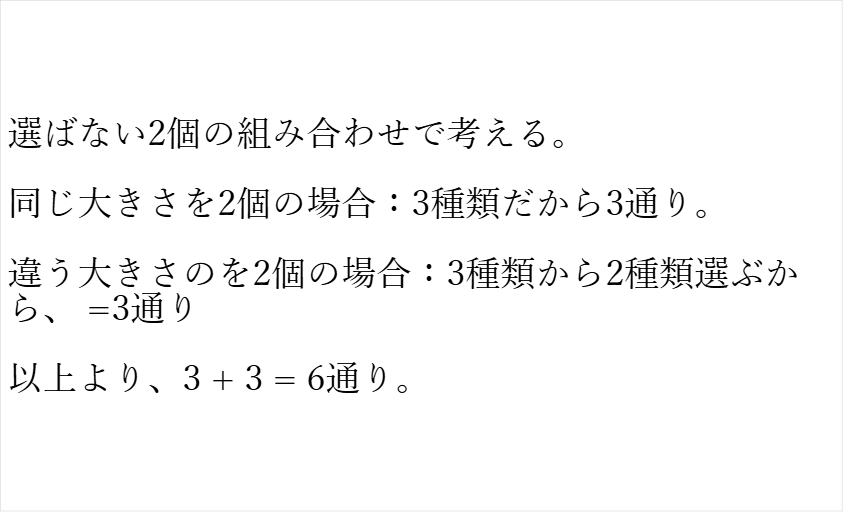 選ばない2個の組み合わせで考える。
同じ大きさを2個の場合：3種類だから3通り。
違う大きさのを2個の場合：3種類から2種類選ぶか
ら、 =3通り
以上より、3 + 3 = 6通り。